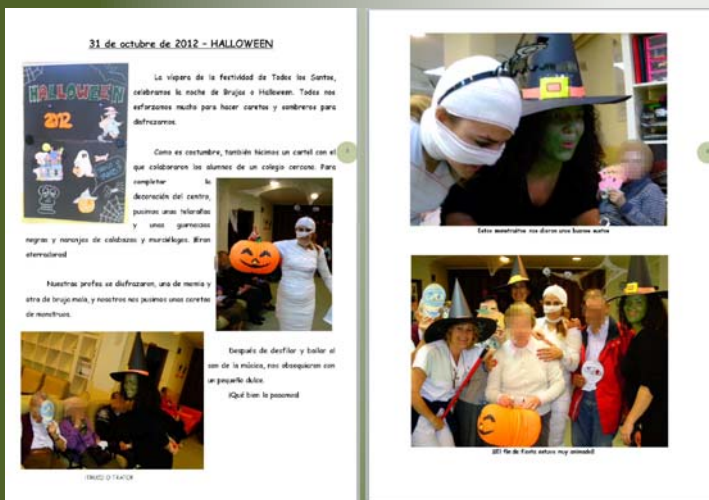 31 de octubre de 2012 – HALLOWEEN
HALLOWEEN
2012
La víspera de la festividad de Todos los Santos,
celebramos la noche de Brujas o Halloween. Todos nos
esforzamos mucho para hacer caretas y sombreros para
disfrazarnos.
Como es costumbre, también hicimos un cartel con el
que colaboraron los alumnos de un colegio cercano. Para
completar la
decoración del centro,
pusimos unas telarañas
y unas guirnaldas
negras y naranjas de calabazas y murciélagos. ¡Eran
aterradoras!
Nuestras profes se disfrazaron, una de momia y
otra de bruja mala, y nosotros nos pusimos unas caretas
de monstruos.
Después de desfilar y bailar al
son de la música, nos obsequiaron con
un pequeño dulce.
¡Qué bien lo pasamos!
¿TRUCO O TRATO?
Estos monstruitos nos dieron unos buenos sustos
¡¡El fin de fiesta estuvo muy animado!!